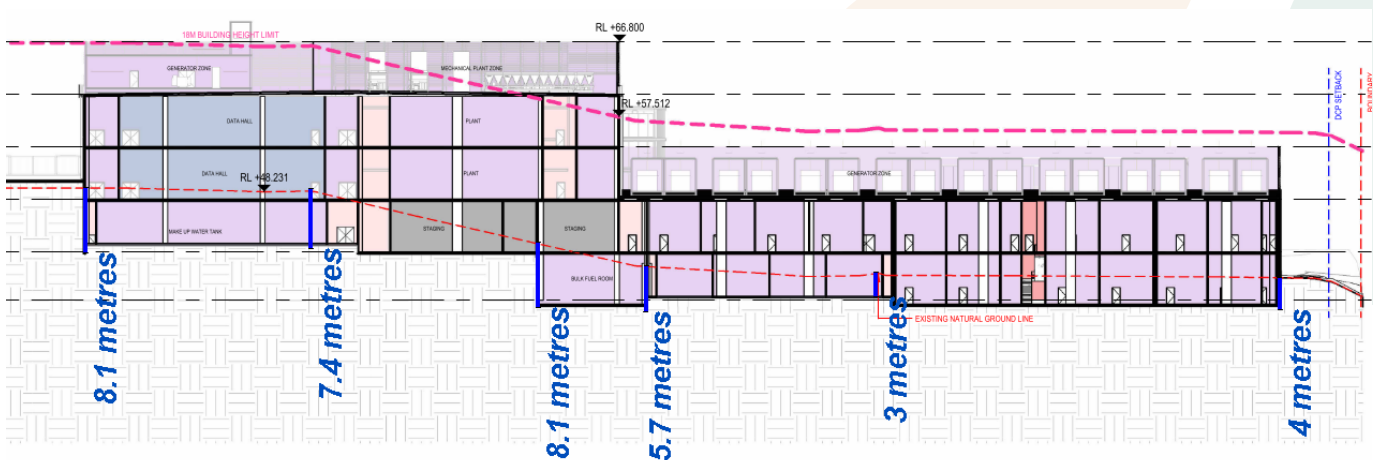 RL +66.800
18M BUILDING HEIGHT LIMIT
GENERATOR ZONE
MECHANICAL PLANT ZONE
DCP SETBACK
BOUNDARY
RL +57.512
DATA HALL
PLANT
DATA HALL
RL +48.231
PLANT
GENERATOR ZONE
MAKE UP WATER TANK
STAGING
STAGING
BULK FUEL ROOM
EXISTING NATURAL GROUND LINE
8.1 metres
7.4 metres
8.1 metres
5.7 metres
3 metres
4 metres